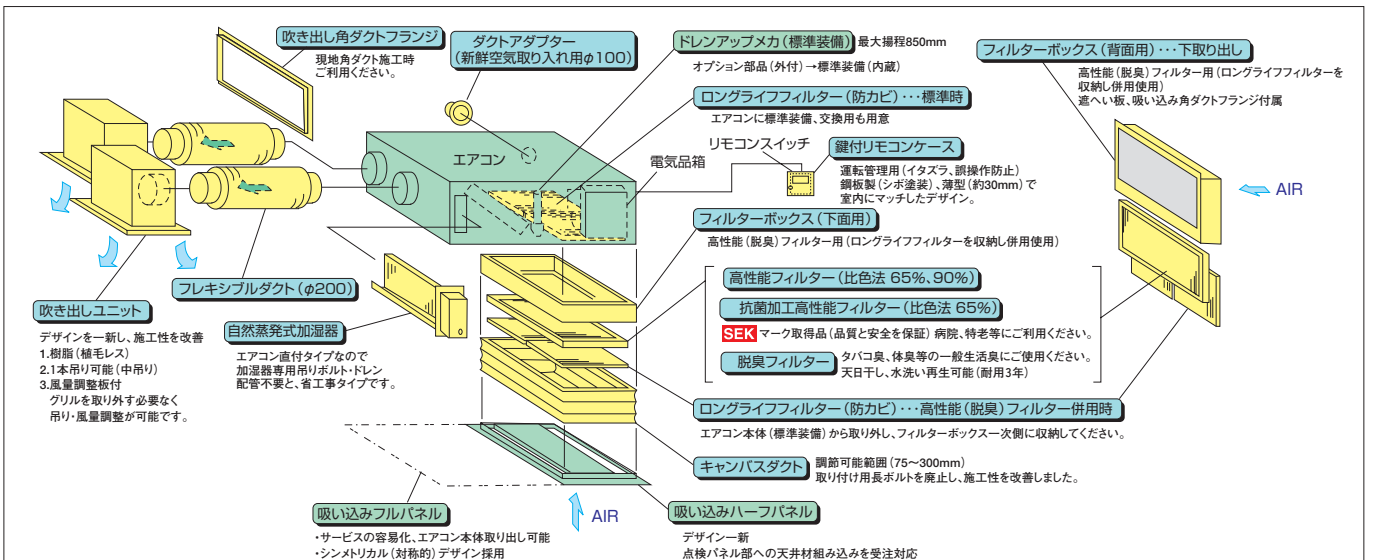 吹き出し角ダクトフランジ
現地角ダクト施工時
ご利用ください。
ダクトアダプター
(新鮮空気取り入れ用φ100)
ドレンアップメカ(標準装備) 最大揚程850mm
オプション部品(外付)→標準装備(内蔵)
ロングライフフィルター(防カビ)・・・標準時
エアコンに標準装備、交換用も用意
フィルターボックス(背面用)・・・下取り出し
高性能(脱臭)フィルター用(ロングライフフィルターを
収納し併用使用)
遮へい板、吸い込み角ダクトフランジ付属
エアコン
電気品箱
リモコンスイッチ
鍵付リモコンケース
運転管理用(イタズラ、誤操作防止)
鋼板製(シボ塗装)、薄型(約30mm)で
室内にマッチしたデザイン。
AIR
フィルターボックス(下面用)
高性能(脱臭)フィルター用(ロングライフフィルターを収納し併用使用)
高性能フィルター(比色法 65%、90%)
抗菌加工高性能フィルター(比色法 65%)
SEK マーク取得品(品質と安全を保証) 病院、特老等にご利用ください。
脱臭フィルター タバコ臭、体臭等の一般生活臭にご使用ください。
天日干し、水洗い再生可能(耐用3年)
フレキシブルダクト(φ200)
吹き出しユニット
デザインを一新し、施工性を改善
1.樹脂(植毛レス)
2.1本吊り可能(中吊り)
3.風量調整板付
グリルを取り外す必要なく
吊り・風量調整が可能です。
自然蒸発式加湿器
エアコン直付タイプなので
加湿器専用吊りボルト・ドレン
配管不要と、省工事タイプです。
ロングライフフィルター(防カビ)・・・高性能(脱臭)フィルター併用時
エアコン本体(標準装備)から取り外し、フィルターボックス一次側に収納してください。
キャンバスダクト 調節可能範囲(75〜300mm)
取り付け用長ボルトを廃止し、施工性を改善しました。
吸い込みフルパネル
・サービスの容易化、エアコン本体取り出し可能
・シンメトリカル(対称的)デザイン採用
AIR
吸い込みハーフパネル
デザイン一新
点検パネル部への天井材組み込みを受注対応